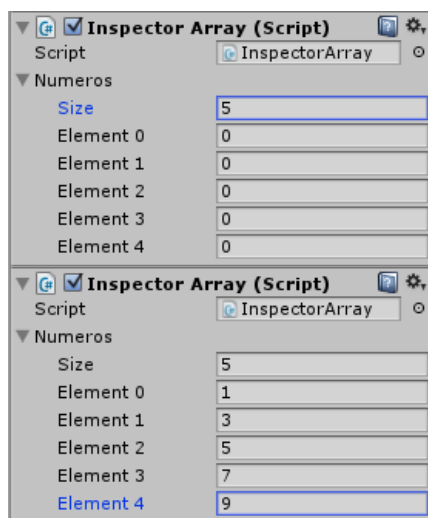 Inspector Array (Script)
Script InspectorArray
Numeros
Size 5
Element 0 0
Element 1 0
Element 2 0
Element 3 0
Element 4 0
Inspector Array (Script)
Script InspectorArray
Numeros
Size 5
Element 0 1
Element 1 3
Element 2 5
Element 3 7
Element 4 9